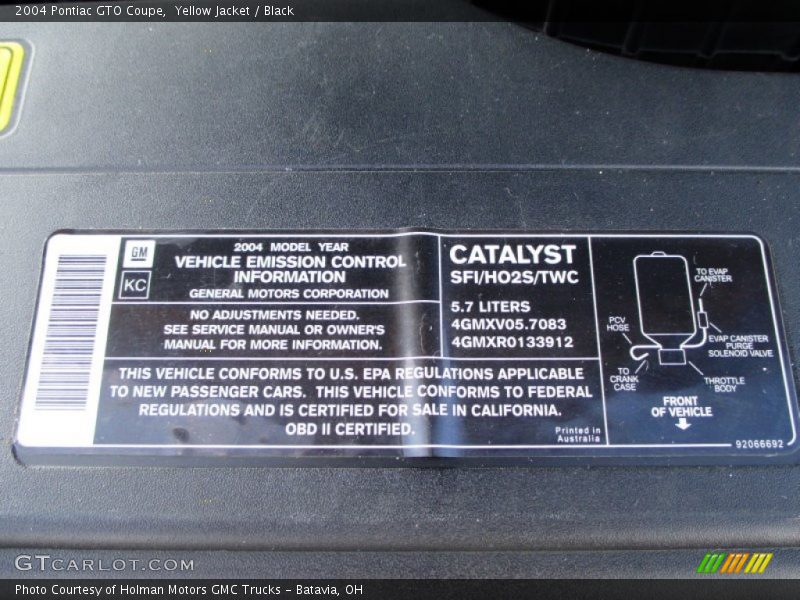 2004 Pontiac GTO Coupe, Yellow Jacket / Black
GM
KC
2004 MODEL YEAR
VEHICLE EMISSION CONTROL
INFORMATION
GENERAL MOTORS CORPORATION
NO ADJUSTMENTS NEEDED.
SEE SERVICE MANUAL OR OWNER'S
MANUAL FOR MORE INFORMATION.
CATALYST
SFI/HO2S/TWC
5.7 LITERS
4GMXV05.7083
4GMXR0133912
THIS VEHICLE CONFORMS TO U.S. EPA REGULATIONS APPLICABLE
TO NEW PASSENGER CARS. THIS VEHICLE CONFORMS TO FEDERAL
REGULATIONS AND IS CERTIFIED FOR SALE IN CALIFORNIA.
OBD II CERTIFIED.
Printed in
Australia
TO EVAP
CANISTER
PCV
HOSE
EVAP CANISTER
PURGE
SOLENOID VALVE
TO
CRANK
CASE
THROTTLE
BODY
FRONT
OF VEHICLE
92066692
GTCARLOT.COM
Photo Courtesy of Holman Motors GMC Trucks - Batavia, OH